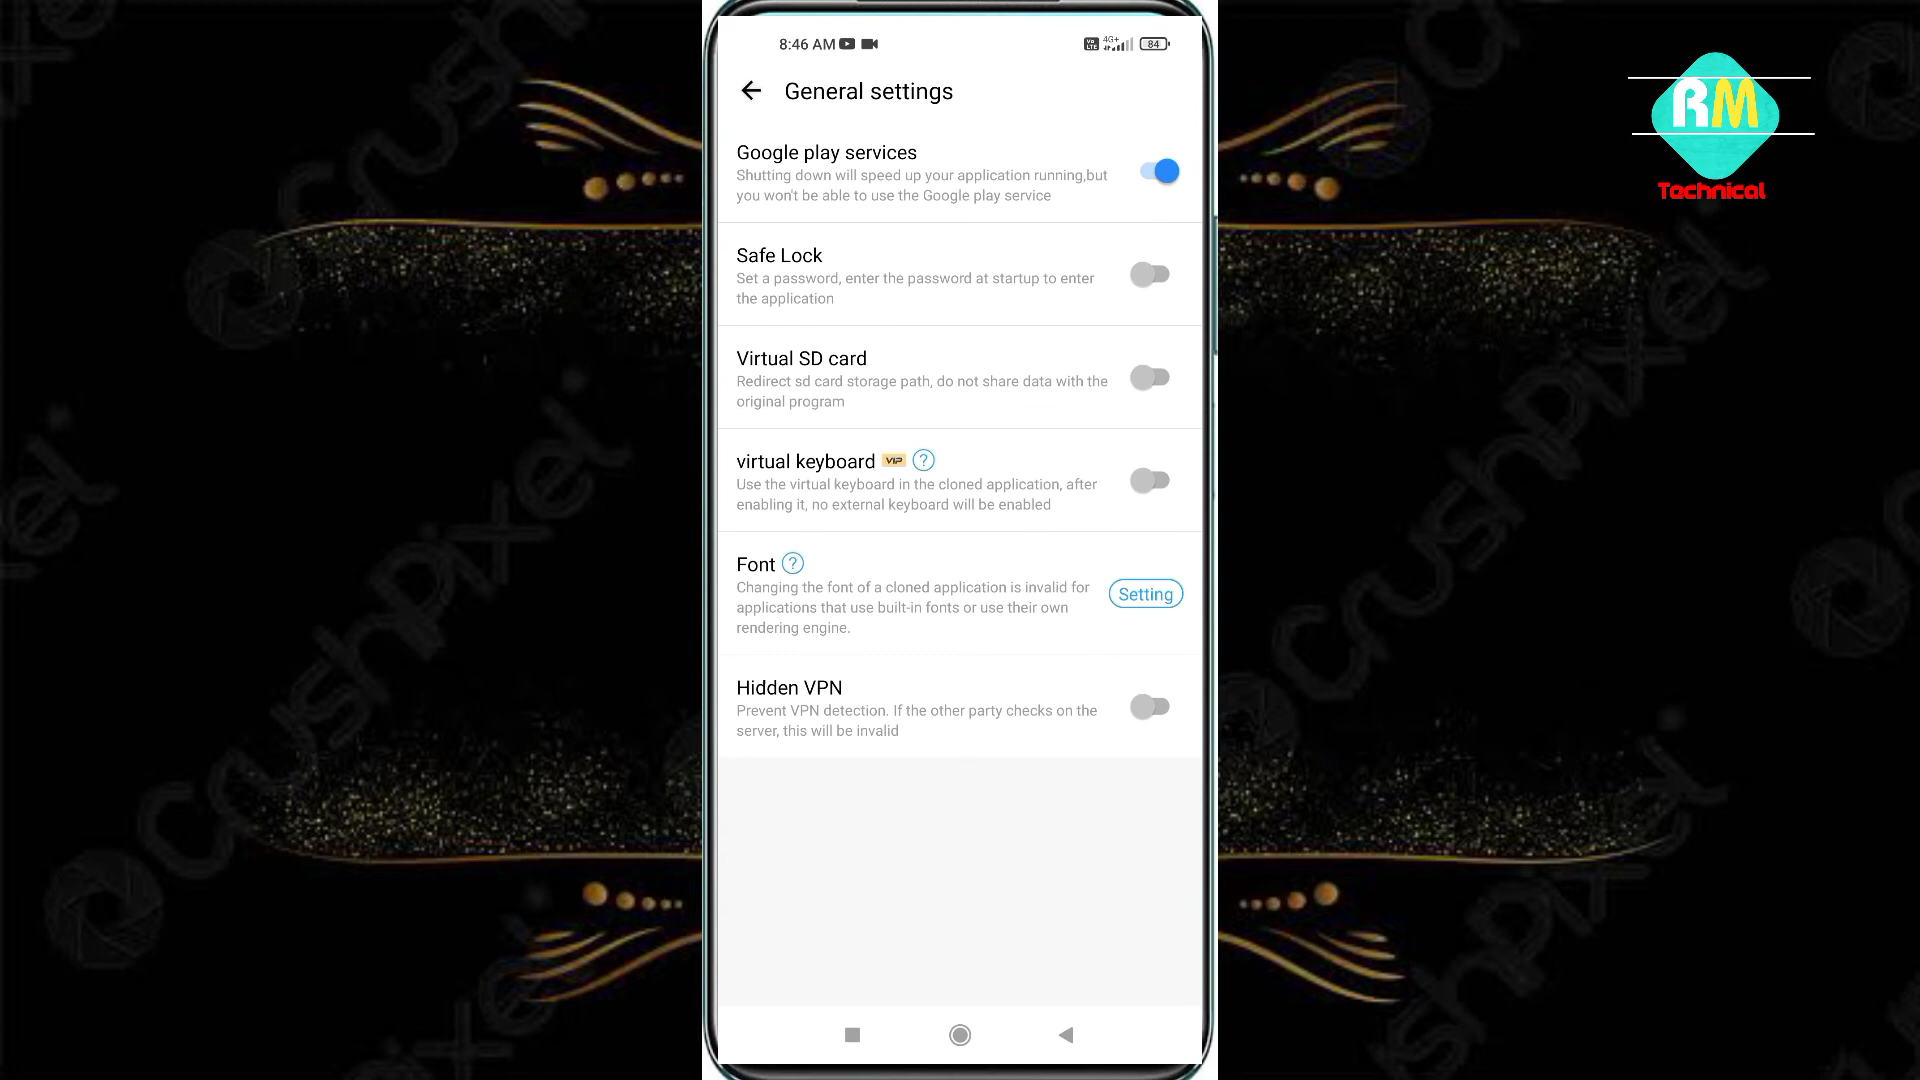 8:46 AM
Vo LTE 4G+ 84
General settings
Google play services
Shutting down will speed up your application running,but
you won't be able to use the Google play service
Safe Lock
Set a password, enter the password at startup to enter
the application
Virtual SD card
Redirect sd card storage path, do not share data with the
original program
virtual keyboard VIP ?
Use the virtual keyboard in the cloned application, after
enabling it, no external keyboard will be enabled
Font ?
Changing the font of a cloned application is invalid for
applications that use built-in fonts or use their own
rendering engine.
Setting
Hidden VPN
Prevent VPN detection. If the other party checks on the
server, this will be invalid
RM
Technical
Crushpixel
Crushpixel
Crushpixel